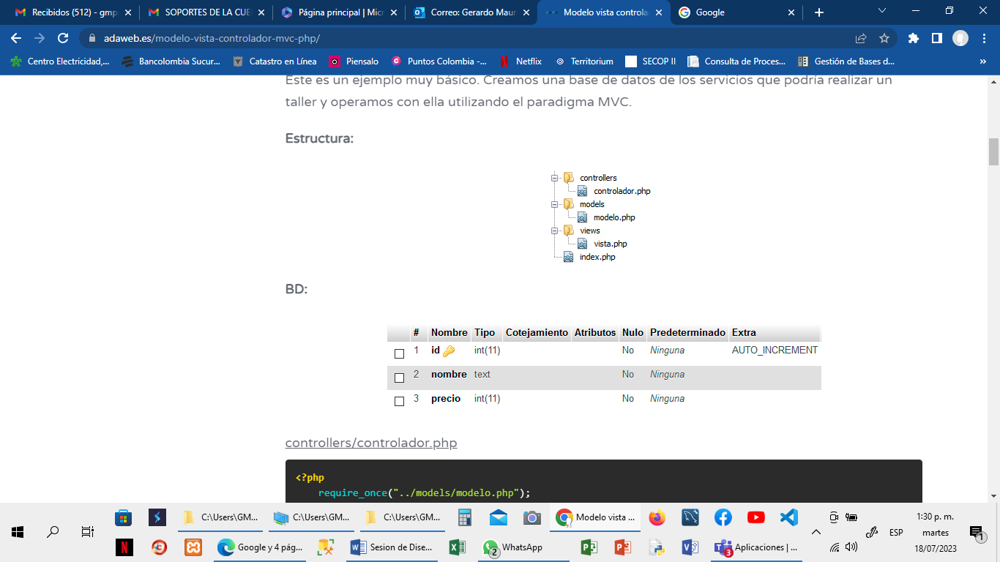 Recibidos (512) - gmp
SOPORTES DE LA CUE
Página principal | Micr
Correo: Gerardo Maur
Modelo vista controla
Google
adaweb.es/modelo-vista-controlador-mvc-php/
Centro Electricidad,...
Bancolombia Sucur...
Catastro en Línea
Piensalo
Puntos Colombia -...
Netflix
Territorium
SECOP II
Consulta de Proces...
Gestión de Bases d...
»
Este es un ejemplo muy básico. Creamos una base de datos de los servicios que podría realizar un
taller y operamos con ella utilizando el paradigma MVC.
Estructura:
controllers
controlador.php
models
modelo.php
views
vista.php
index.php
BD:
# Nombre Tipo Cotejamiento Atributos Nulo Predeterminado Extra
1 id int(11) No Ninguna AUTO_INCREMENT
2 nombre text No Ninguna
3 precio int(11) No Ninguna
controllers/controlador.php
<?php
require_once("../models/modelo.php");
C:\Users\GM...
C:\Users\GM...
C:\Users\GM...
Modelo vista ...
Google y 4 pág...
Sesion de Dise...
2
WhatsApp
3
Aplicaciones | ...
ESP
1:30 p. m.
martes
18/07/2023
1